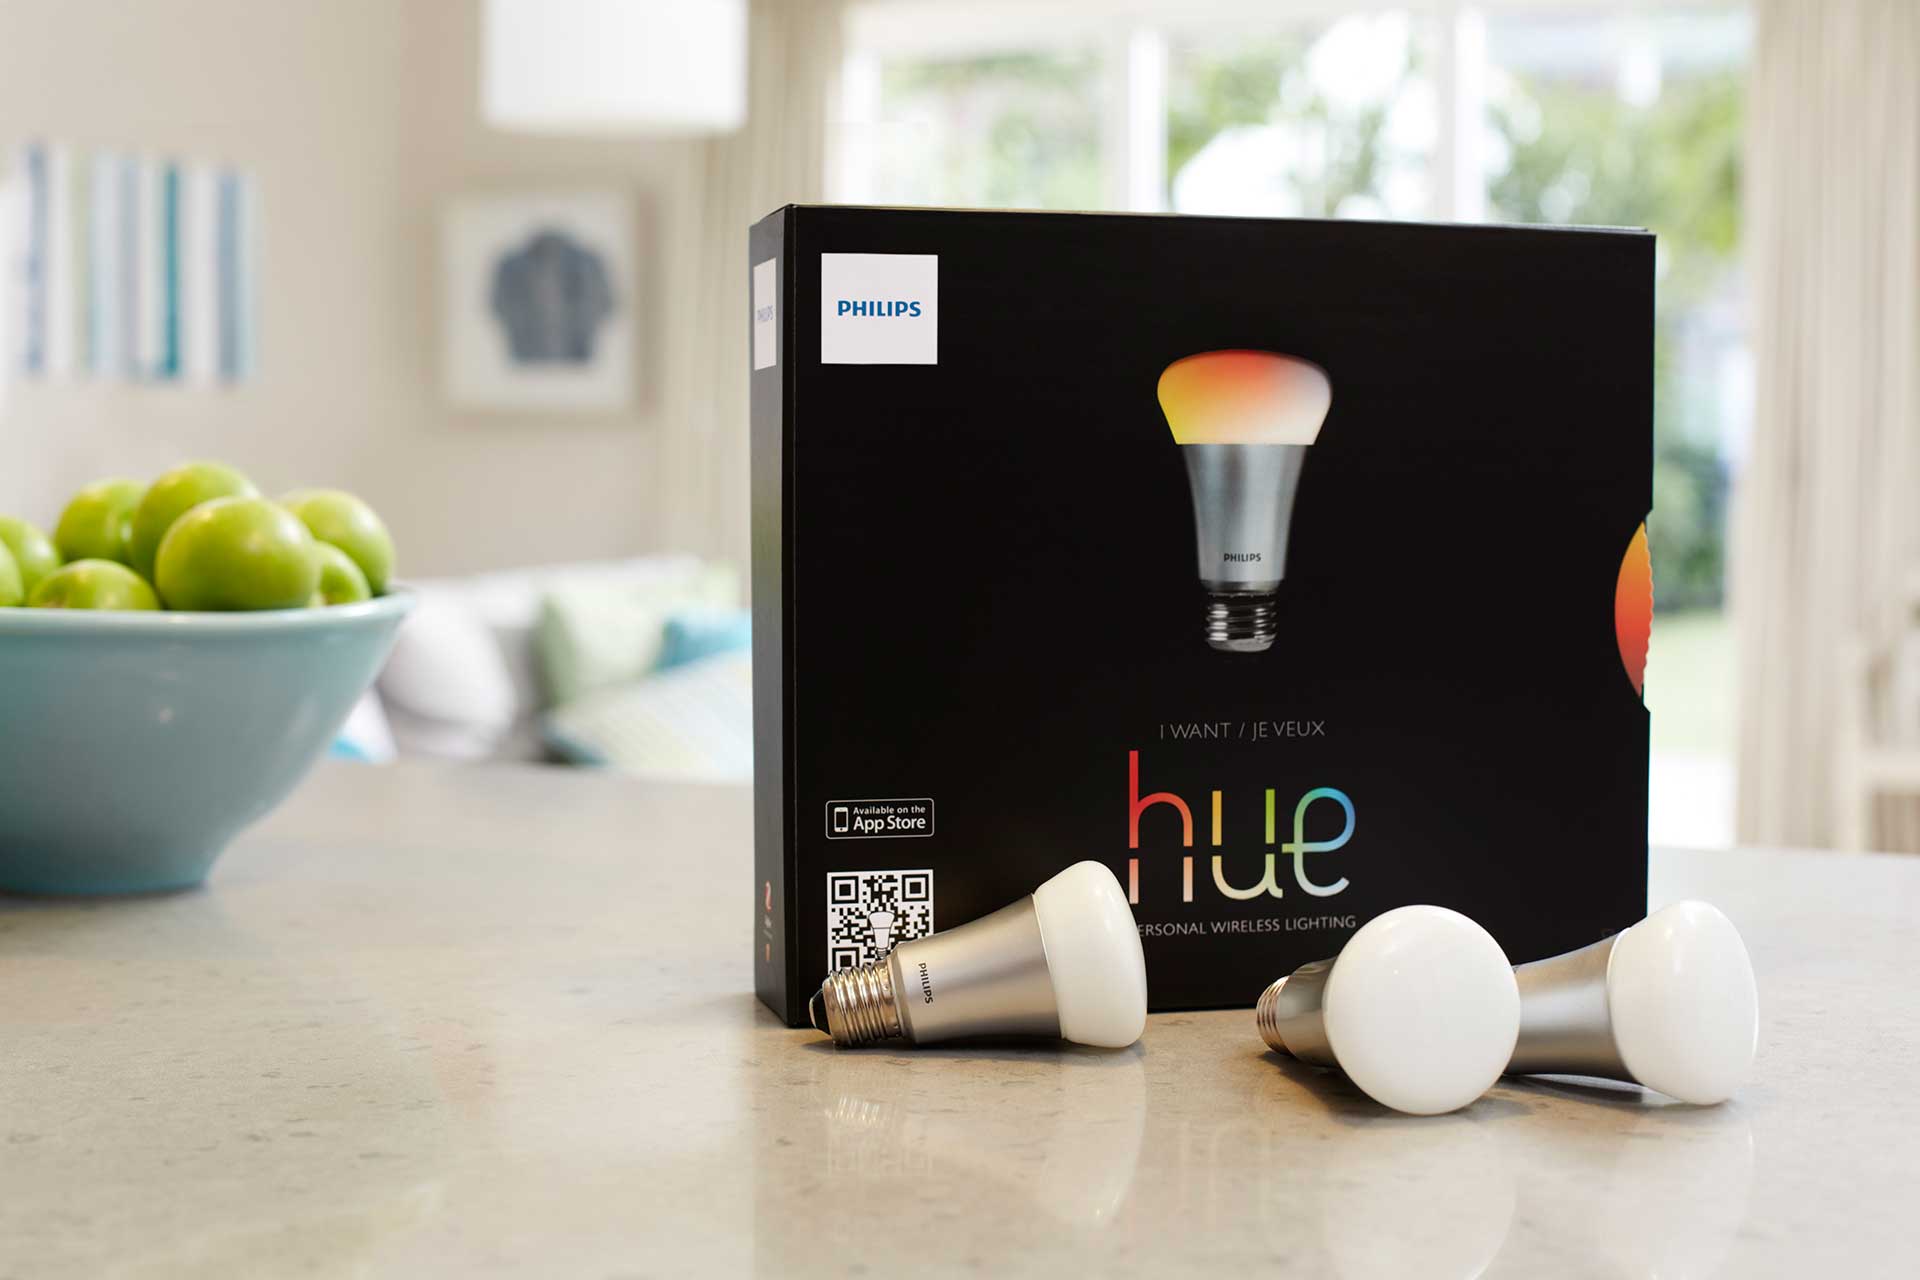 PHILIPS
PHILIPS
PHILIPS
I WANT / JE VEUX
hue
ERSONAL WIRELESS LIGHTING
Available on the
App Store
PHILIPS